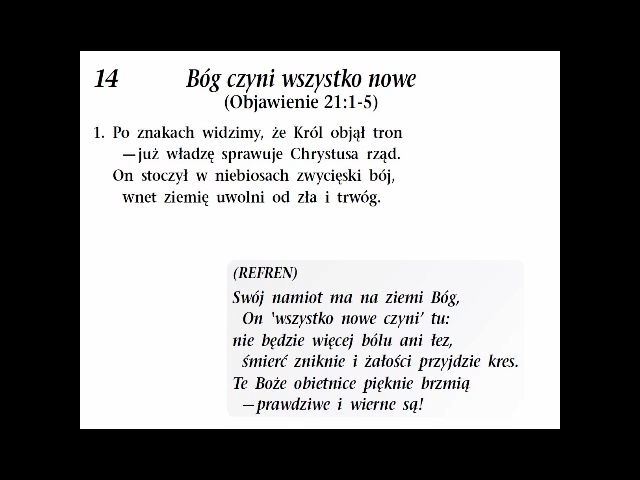 14 Bóg czyni wszystko nowe
(Objawienie 21:1-5)
1. Po znakach widzimy, że Król objął tron
—już władzę sprawuje Chrystusa rząd.
On stoczył w niebiosach zwycięski bój,
wnet ziemię uwolni od zła i trwóg.
(REFREN)
Swój namiot ma na ziemi Bóg,
On ‘wszystko nowe czyni’ tu:
nie będzie więcej bólu ani łez,
śmierć zniknie i żałości przyjdzie kres.
Te Boże obietnice pięknie brzmią
—prawdziwe i wierne są!